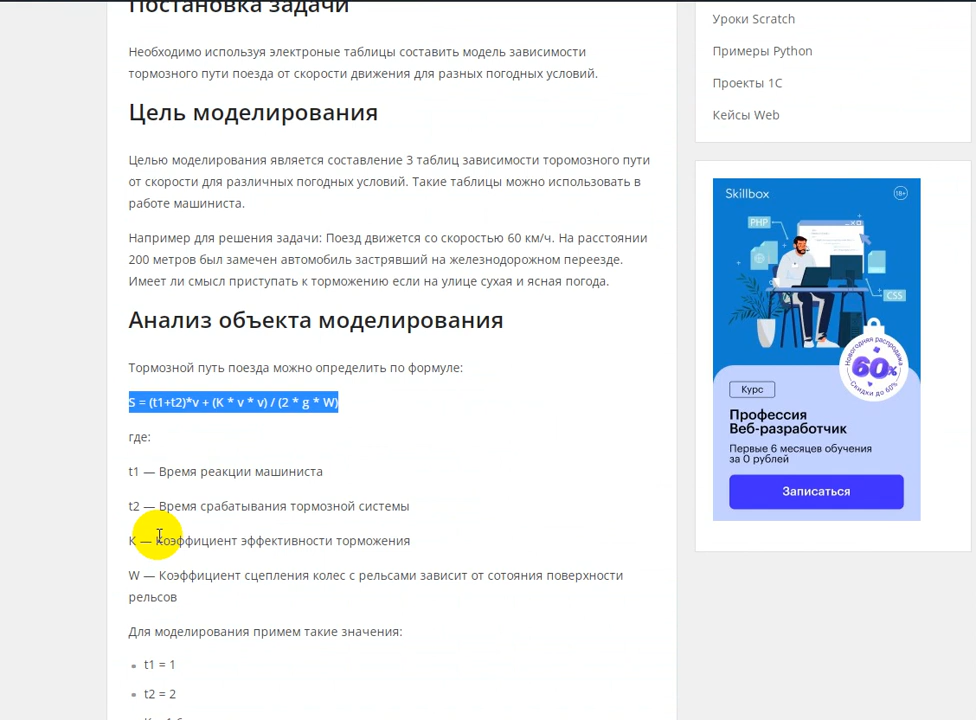 Постановка задачи
Необходимо используя электроные таблицы составить модель зависимости
тормозного пути поезда от скорости движения для разных погодных условий.
Цель моделирования
Целью моделирования является составление 3 таблиц зависимости торомозного пути
от скорости для различных погодных условий. Такие таблицы можно использовать в
работе машиниста.
Например для решения задачи: Поезд движется со скоростью 60 км/ч. На расстоянии
200 метров был замечен автомобиль застрявший на железнодорожном переезде.
Имеет ли смысл приступать к торможению если на улице сухая и ясная погода.
Анализ объекта моделирования
Тормозной путь поезда можно определить по формуле:
S = (t1+t2)*v + (K * v * v) / (2 * g * W)
где:
t1 — Время реакции машиниста
t2 — Время срабатывания тормозной системы
К — Коэффициент эффективности торможения
W — Коэффициент сцепления колес с рельсами зависит от сотояния поверхности
рельсов
Для моделирования примем такие значения:
t1 = 1
t2 = 2
Уроки Scratch
Примеры Python
Проекты 1С
Кейсы Web
Skillbox
18+
PHP
CSS
Новогодняя распродажа
60%
Скидки до 60%
Курс
Профессия
Веб-разработчик
Первые 6 месяцев обучения
за 0 рублей
Записаться